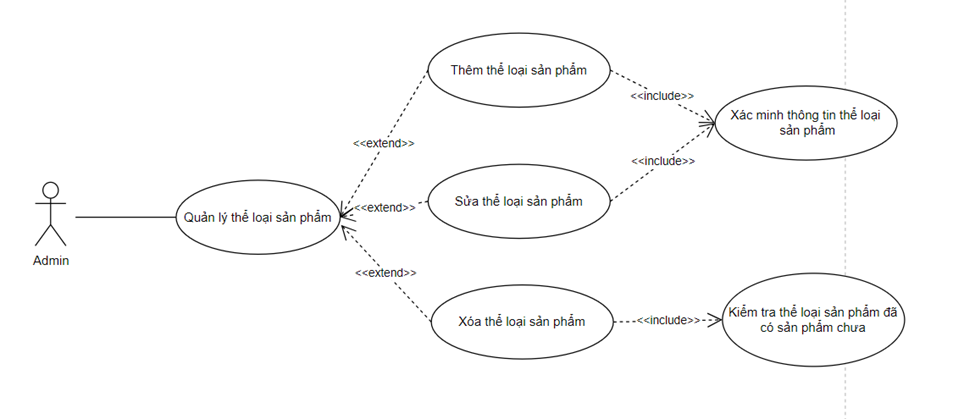 Thêm thể loại sản phẩm
<<include>>
Xác minh thông tin thể loại
sản phẩm
<<extend>>
<<include>>
Quản lý thể loại sản phẩm
<<extend>>
Sửa thể loại sản phẩm
Admin
<<extend>>
Xóa thể loại sản phẩm
<<include>>
Kiểm tra thể loại sản phẩm đã
có sản phẩm chưa